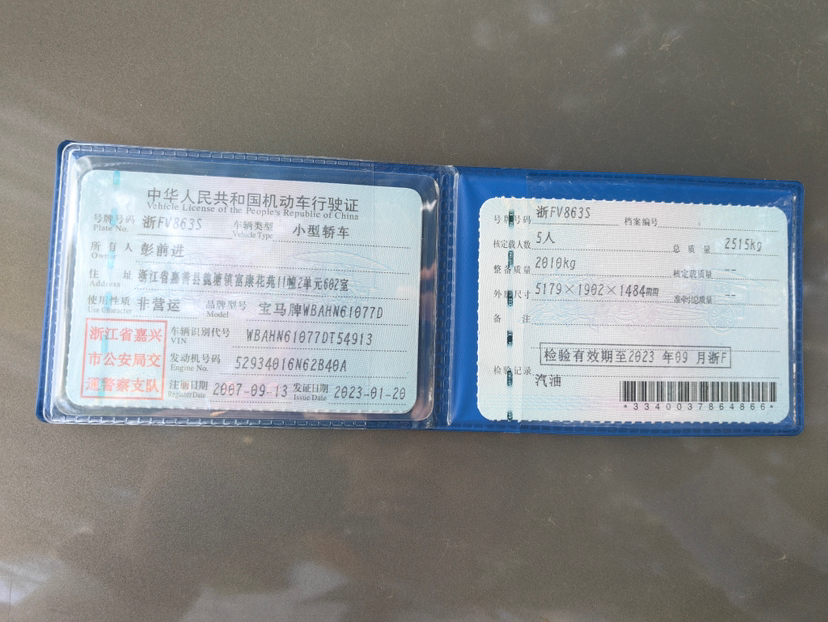 中华人民共和国机动车行驶证
Vehicle License of the People's Republic of China
号牌号码 浙FV863S 车辆类型 小型轿车
Plate No. Vehicle Type
所有人 彭前进
Owner
住址 浙江省嘉善县姚塘镇富康花苑11幢2单元602室
Address
使用性质 非营运 品牌型号 宝马牌WBAHN61077D
Use Character Model
浙江省嘉兴
市公安局交
通警察支队
车辆识别代号 WBAHN61077DT54913
VIN
发动机号码 52934016N62B40A
Engine No.
注册日期 2007-09-13 发证日期 2023-01-20
Register Date Issue Date
号牌号码 浙FV863S 档案编号
核定载人数 5人 总质量 2515kg
整备质量 2010kg 核定载质量 --
外廓尺寸 5179×1902×1484mm 准牵引总质量 --
备注
检验有效期至2023 年09 月浙F
检验记录
汽油
*3340037864866*